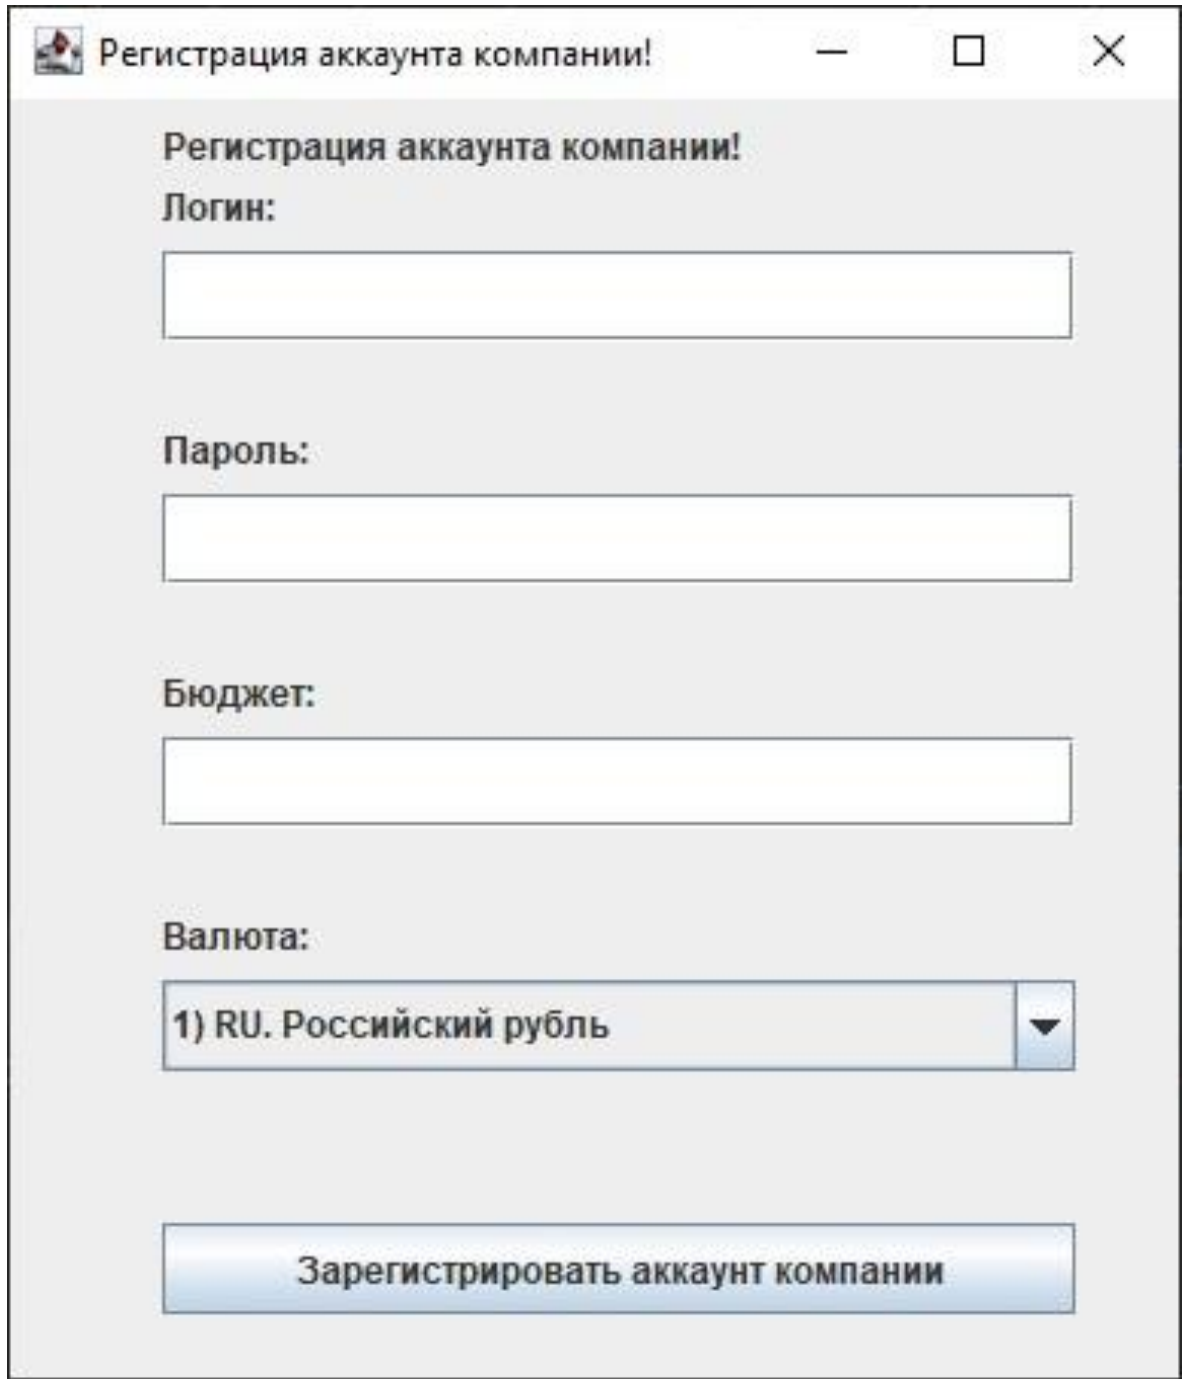 Регистрация аккаунта компании!
Регистрация аккаунта компании!
Логин:
Пароль:
Бюджет:
Валюта:
1) RU. Российский рубль
Зарегистрировать аккаунт компании